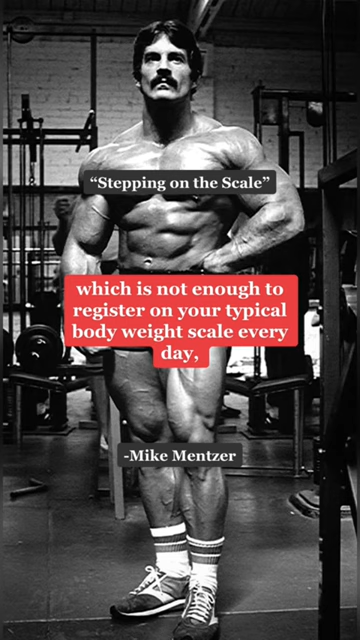 “Stepping on the Scale”
which is not enough to
register on your typical
body weight scale every
day,
-Mike Mentzer